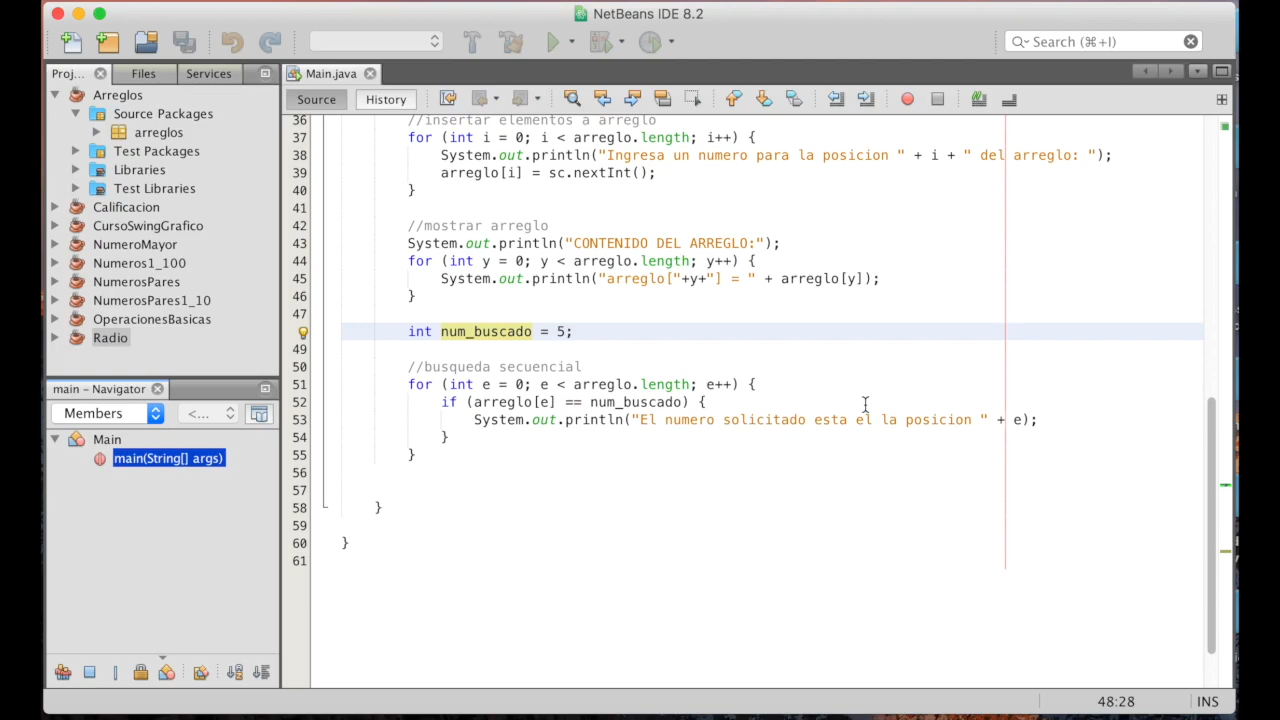 NetBeans IDE 8.2
Search (⌘+I)
Proj...
Files
Services
Main.java
Source
History
Arreglos
Source Packages
arreglos
Test Packages
Libraries
Test Libraries
Calificacion
CursoSwingGrafico
NumeroMayor
Numeros1_100
NumerosPares
NumerosPares1_10
OperacionesBasicas
Radio
main – Navigator
Members
<...
Main
main(String[] args)
36 //insertar elementos a arreglo
37 for (int i = 0; i < arreglo.length; i++) {
38 System.out.println("Ingresa un numero para la posicion " + i + " del arreglo: ");
39 arreglo[i] = sc.nextInt();
40 }
41
42 //mostrar arreglo
43 System.out.println("CONTENIDO DEL ARREGLO:");
44 for (int y = 0; y < arreglo.length; y++) {
45 System.out.println("arreglo["+y+"] = " + arreglo[y]);
46 }
47
int num_buscado = 5;
49
50 //busqueda secuencial
51 for (int e = 0; e < arreglo.length; e++) {
52 if (arreglo[e] == num_buscado) {
53 System.out.println("El numero solicitado esta el la posicion " + e);
54 }
55 }
56
57
58 }
59
60 }
61
48:28
INS